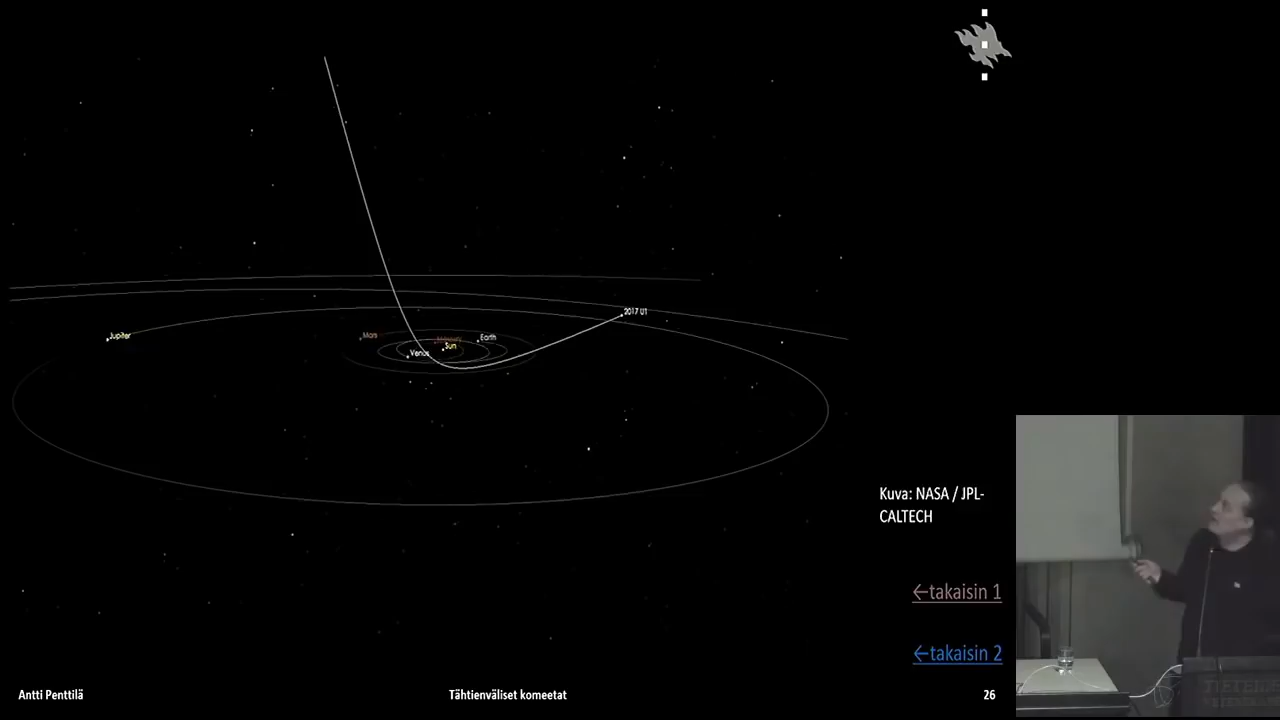 2017 U1
Jupiter
Mars
Mercury
Earth
Sun
Venus
Kuva: NASA / JPL-
CALTECH
←takaisin 1
←takaisin 2
Antti Penttilä
Tähtienväliset komeetat
26